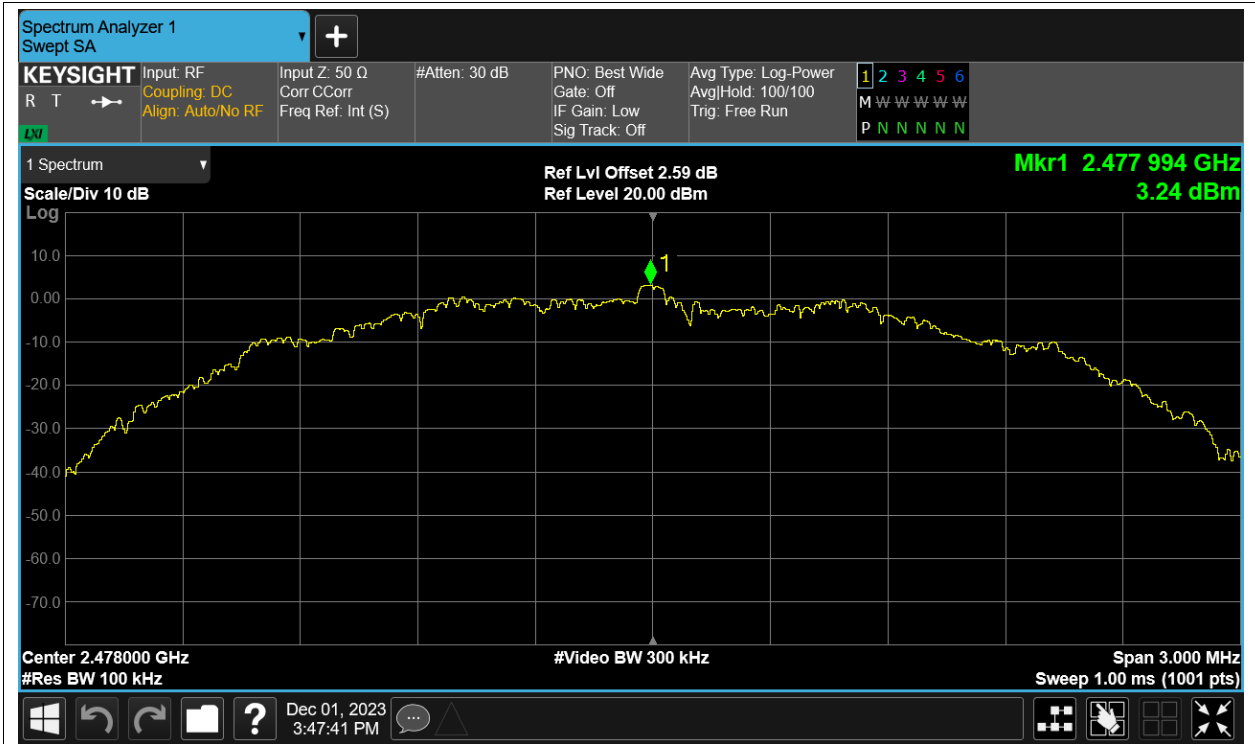 Spectrum Analyzer 1
Swept SA
KEYSIGHT
R T
LXI
Input: RF
Coupling: DC
Align: Auto/No RF
Input Z: 50 Ω
Corr CCorr
Freq Ref: Int (S)
#Atten: 30 dB
PNO: Best Wide
Gate: Off
IF Gain: Low
Sig Track: Off
Avg Type: Log-Power
Avg|Hold: 100/100
Trig: Free Run
1 2 3 4 5 6
M W W W W W
P N N N N N
1 Spectrum
Scale/Div 10 dB
Log
Ref Lvl Offset 2.59 dB
Ref Level 20.00 dBm
Mkr1 2.477 994 GHz
3.24 dBm
1
10.0
0.00
-10.0
-20.0
-30.0
-40.0
-50.0
-60.0
-70.0
Center 2.478000 GHz
#Res BW 100 kHz
#Video BW 300 kHz
Span 3.000 MHz
Sweep 1.00 ms (1001 pts)
?
Dec 01, 2023
3:47:41 PM